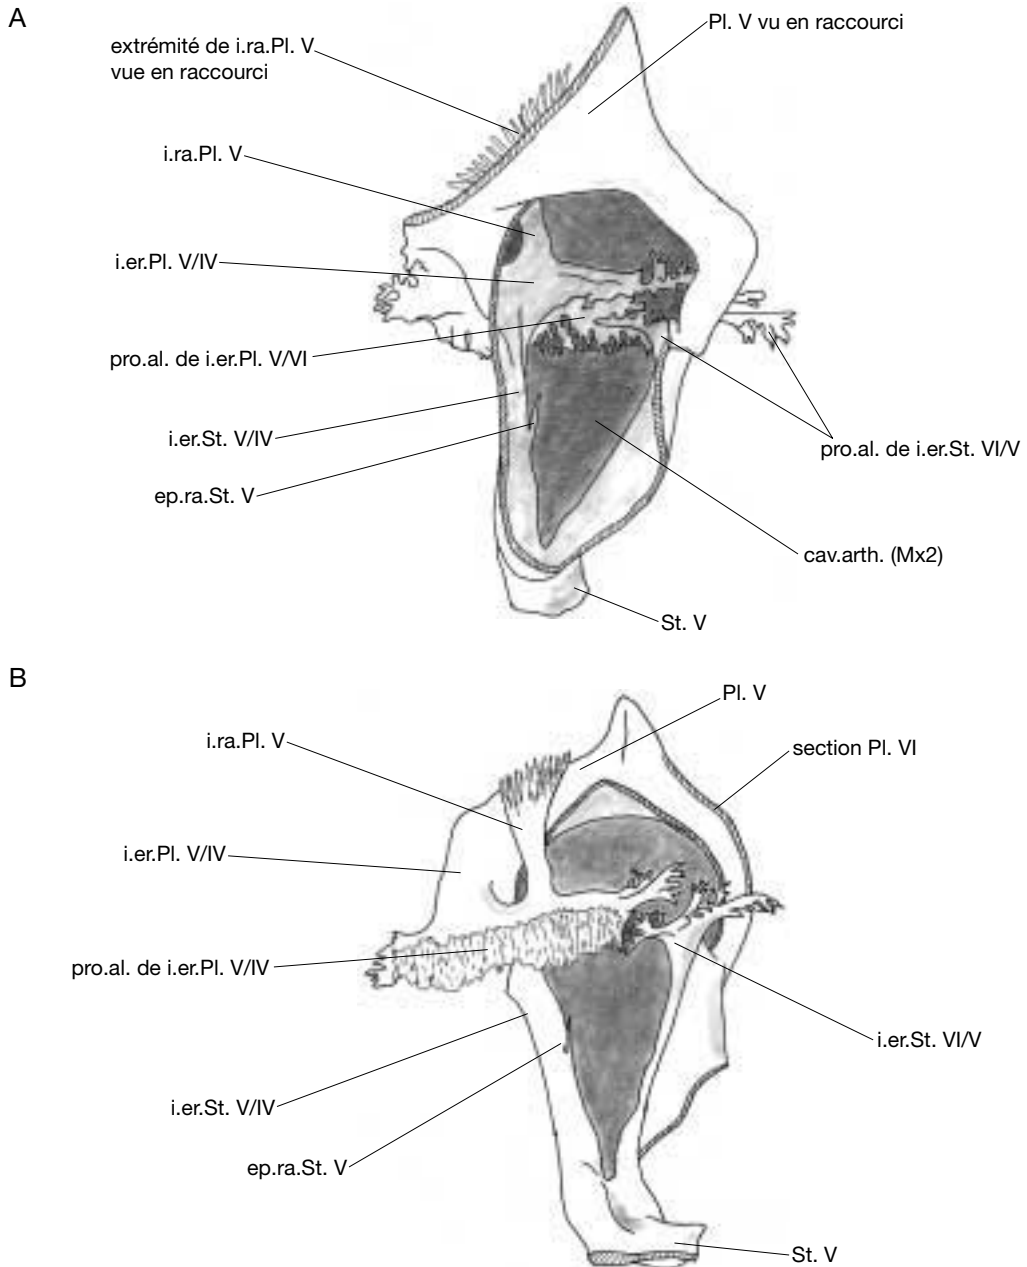 A
Pl. V vu en raccourci
extrémité de i.ra.Pl. V
vue en raccourci
i.ra.Pl. V
i.er.Pl. V/IV
pro.al. de i.er.Pl. V/VI
i.er.St. V/IV
pro.al. de i.er.St. VI/V
ep.ra.St. V
cav.arth. (Mx2)
St. V
B
Pl. V
i.ra.Pl. V
section Pl. VI
i.er.Pl. V/IV
pro.al. de i.er.Pl. V/IV
i.er.St. VI/V
i.er.St. V/IV
ep.ra.St. V
St. V